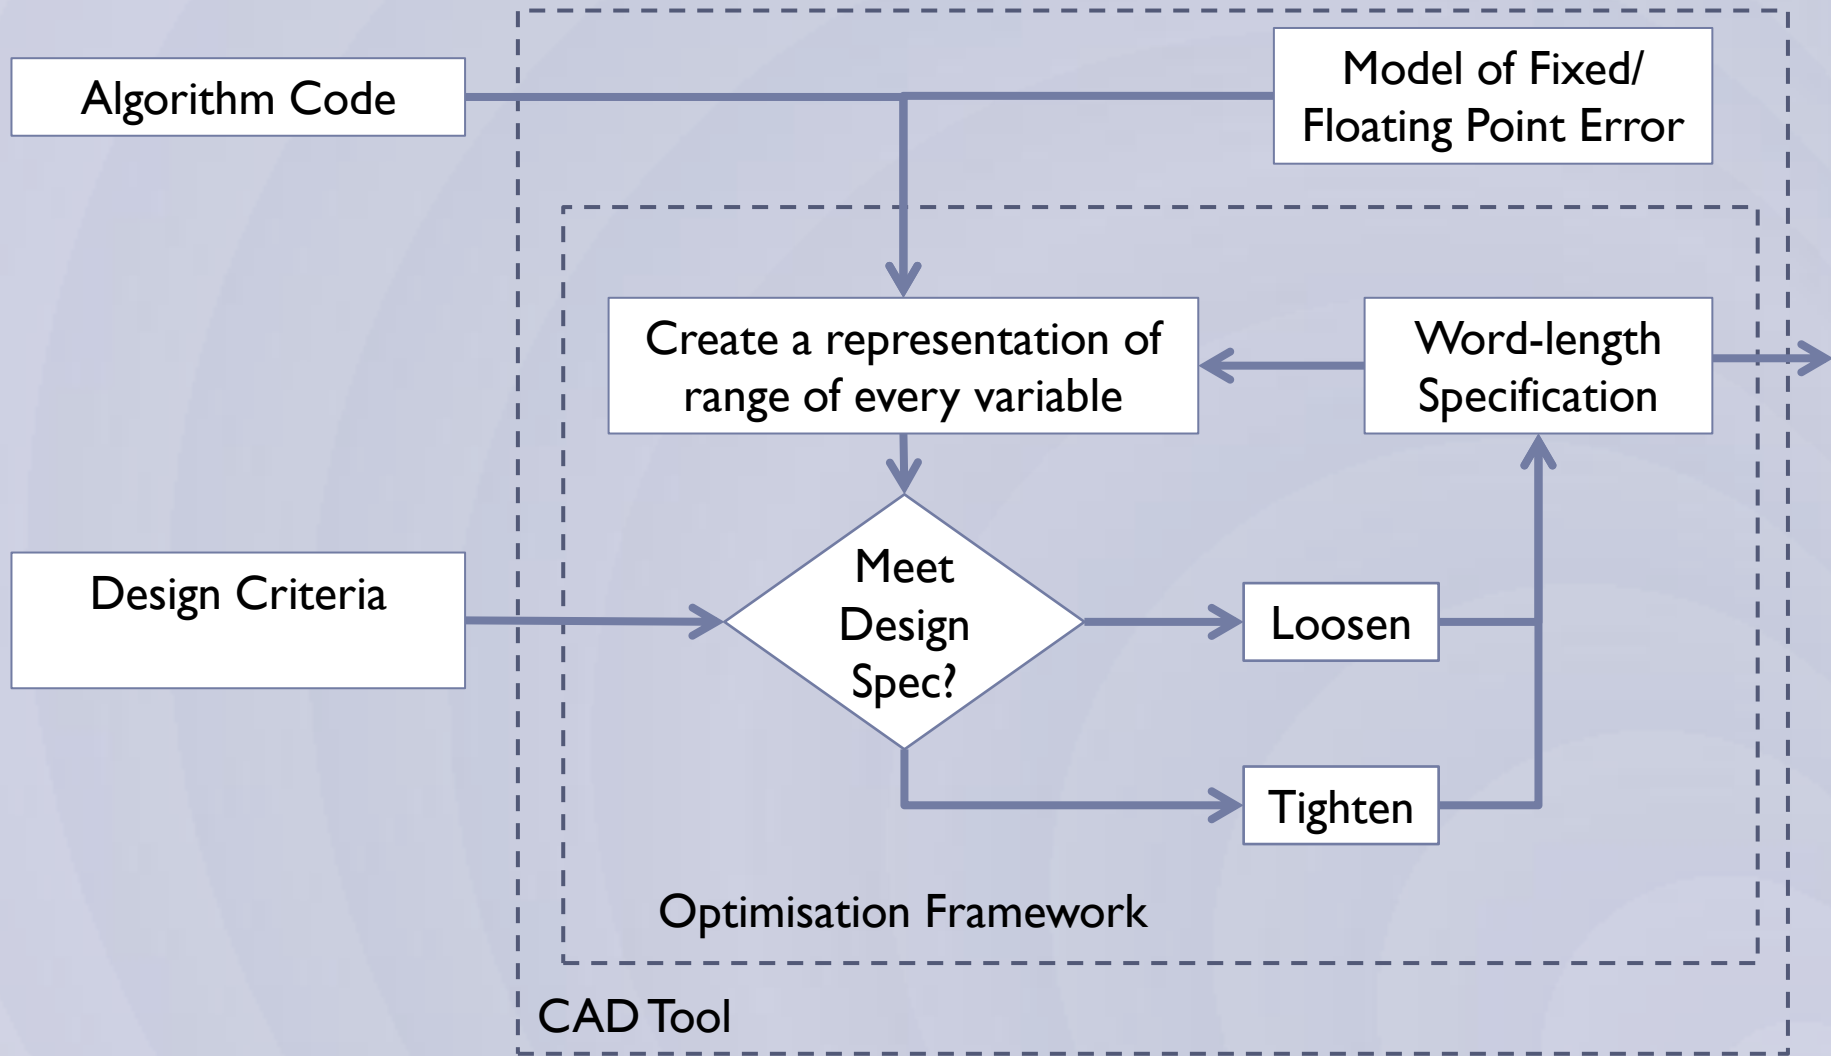 Algorithm Code
Model of Fixed/
Floating Point Error
Create a representation of
range of every variable
Word-length
Specification
Design Criteria
Meet
Design
Spec?
Loosen
Tighten
Optimisation Framework
CAD Tool